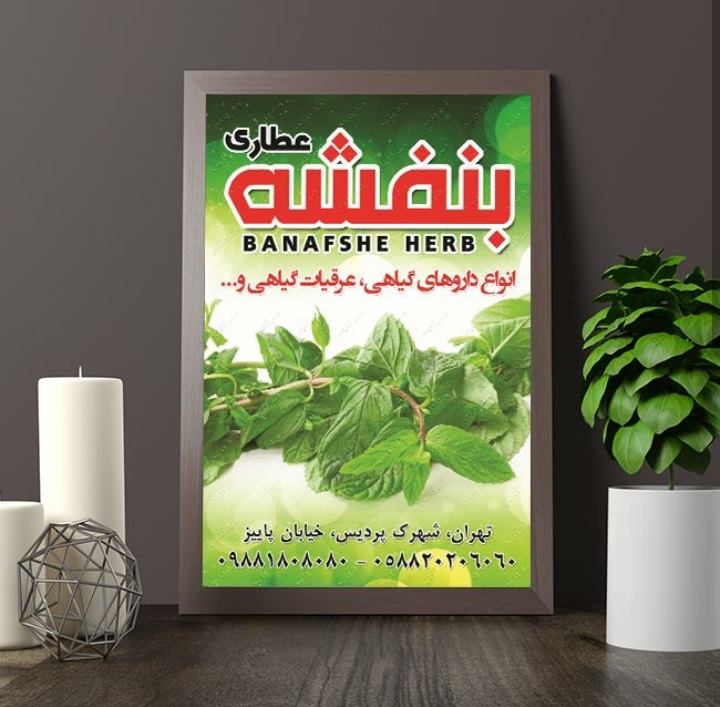 عطاری
بنفشه
BANAFSHE HERB
انواع داروهای گیاهی، عرقیات گیاهی و...
تهران، شهرک پردیس، خیابان پاییز
۰۹۸۸۱۸۰۸۰۸۰ - ۰۵۸۸۲۰۲۰۶۰۶۰